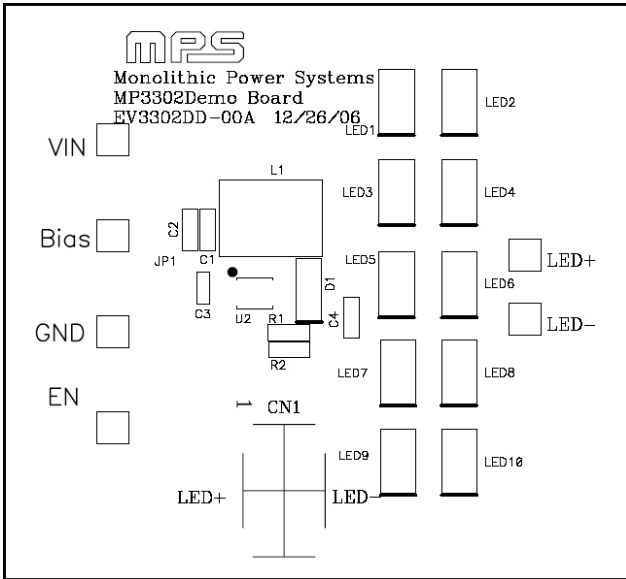 MPS
Monolithic Power Systems
MP3302Demo Board
EV3302DD-00A 12/26/06
LED1
LED2
VIN
L1
LED3
LED4
C2
C1
Bias
JP1
LED5
LED6
LED+
D1
C3
U2
R1
C4
LED-
GND
R2
LED7
LED8
EN
1
CN1
LED9
LED10
LED+
LED-